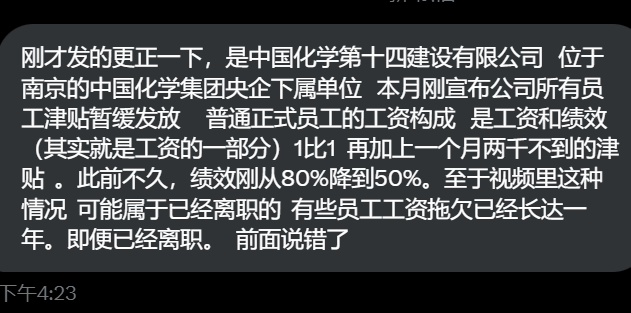 刚才发的更正一下，是中国化学第十四建设有限公司 位于
南京的中国化学集团央企下属单位 本月刚宣布公司所有员
工津贴暂缓发放 普通正式员工的工资构成 是工资和绩效
（其实就是工资的一部分）1比1 再加上一个月两千不到的津
贴 。此前不久，绩效刚从80%降到50%。至于视频里这种
情况 可能属于已经离职的 有些员工工资拖欠已经长达一
年。即便已经离职。 前面说错了
下午4:23